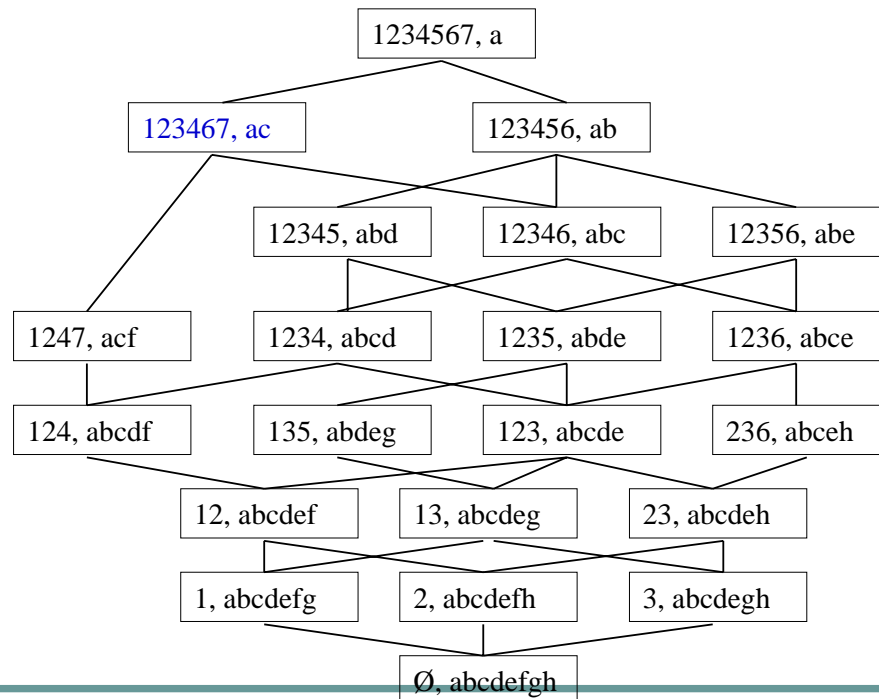 1234567, a
123467, ac
123456, ab
12345, abd
12346, abc
12356, abe
1247, acf
1234, abcd
1235, abde
1236, abce
124, abcdf
135, abdeg
123, abcde
236, abceh
12, abcdef
13, abcdeg
23, abcdeh
1, abcdefg
2, abcdefh
3, abcdegh
Ø, abcdefgh